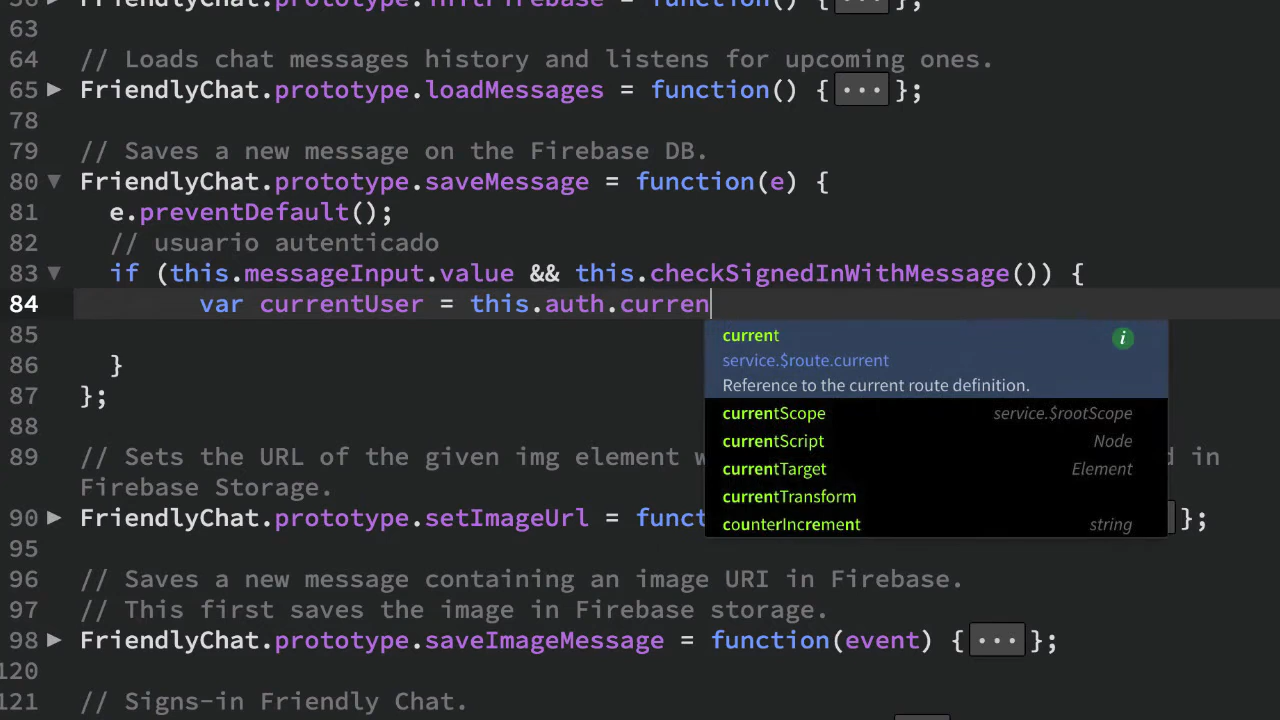 56 FriendlyChat.prototype.initFirebase = function() {•••};
63
64 // Loads chat messages history and listens for upcoming ones.
65 FriendlyChat.prototype.loadMessages = function() {•••};
78
79 // Saves a new message on the Firebase DB.
80 FriendlyChat.prototype.saveMessage = function(e) {
81 e.preventDefault();
82 // usuario autenticado
83 if (this.messageInput.value && this.checkSignedInWithMessage()) {
84 var currentUser = this.auth.curren
85
86 }
87 };
88
89 // Sets the URL of the given img element w d in
Firebase Storage.
90 FriendlyChat.prototype.setImageUrl = funct };
95
96 // Saves a new message containing an image URI in Firebase.
97 // This first saves the image in Firebase storage.
98 FriendlyChat.prototype.saveImageMessage = function(event) {•••};
120
121 // Signs-in Friendly Chat.
current i
service.$route.current
Reference to the current route definition.
currentScope service.$rootScope
currentScript Node
currentTarget Element
currentTransform
counterIncrement string